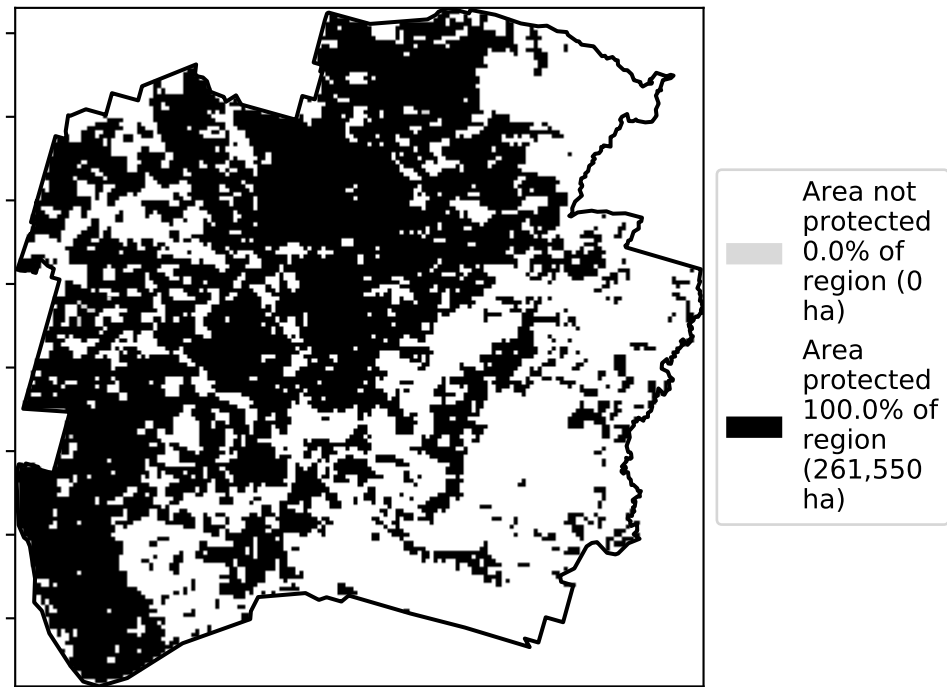 Area not
protected
0.0% of
region (0
ha)
Area
protected
100.0% of
region
(261,550
ha)